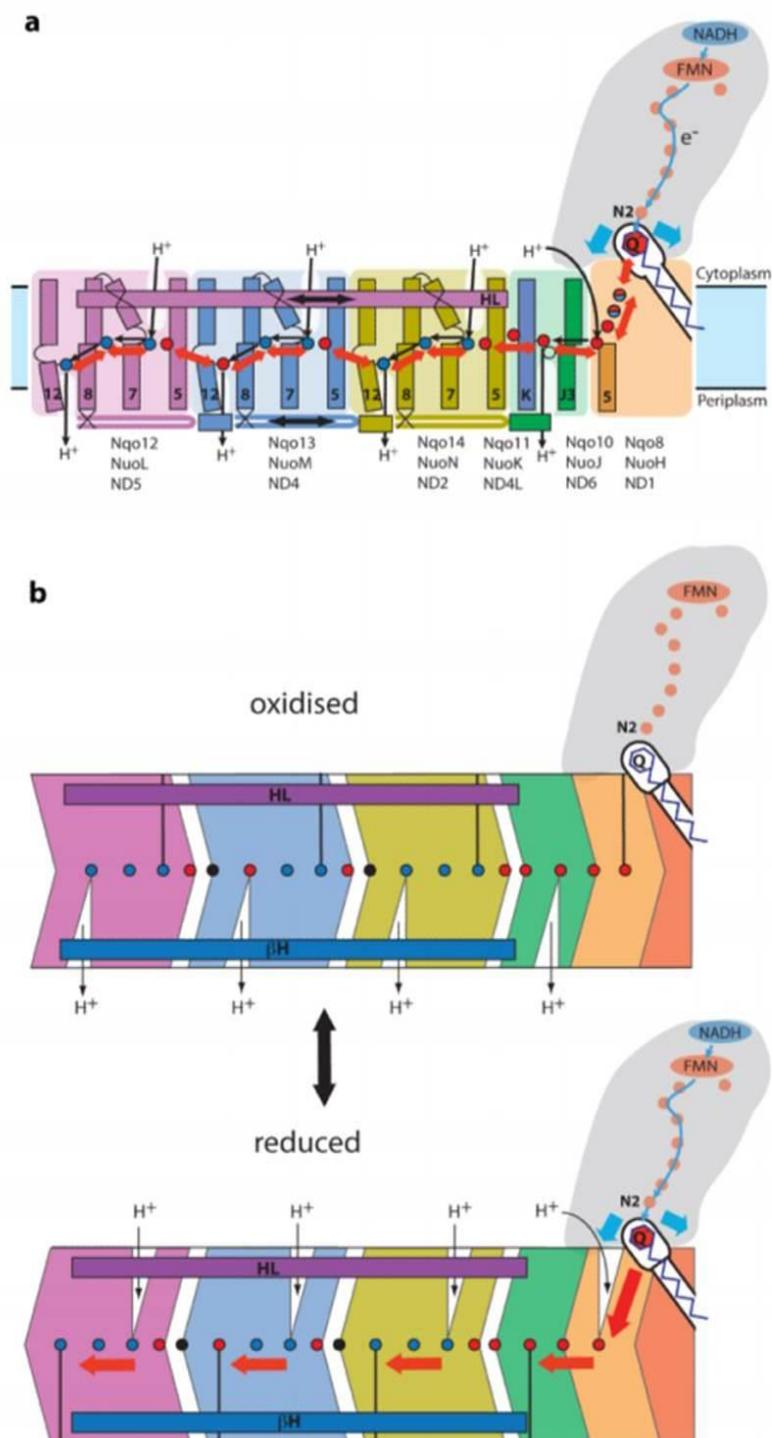 a
NADH
FMN
e-
N2
Q
H+ H+ H+ H+
Cytoplasm
HL
12 8 7 5 12 8 7 5 12 8 7 5 K J3 5
Periplasm
H+ H+ H+ H+
Nqo12 Nqo13 Nqo14 Nqo11 Nqo10 Nqo8
NuoL NuoM NuoN NuoK NuoJ NuoH
ND5 ND4 ND2 ND4L ND6 ND1
b
FMN
oxidised
N2
Q
HL
βH
H+ H+ H+ H+
NADH
FMN
reduced
N2
H+ H+ H+ H+
Q
HL
βH